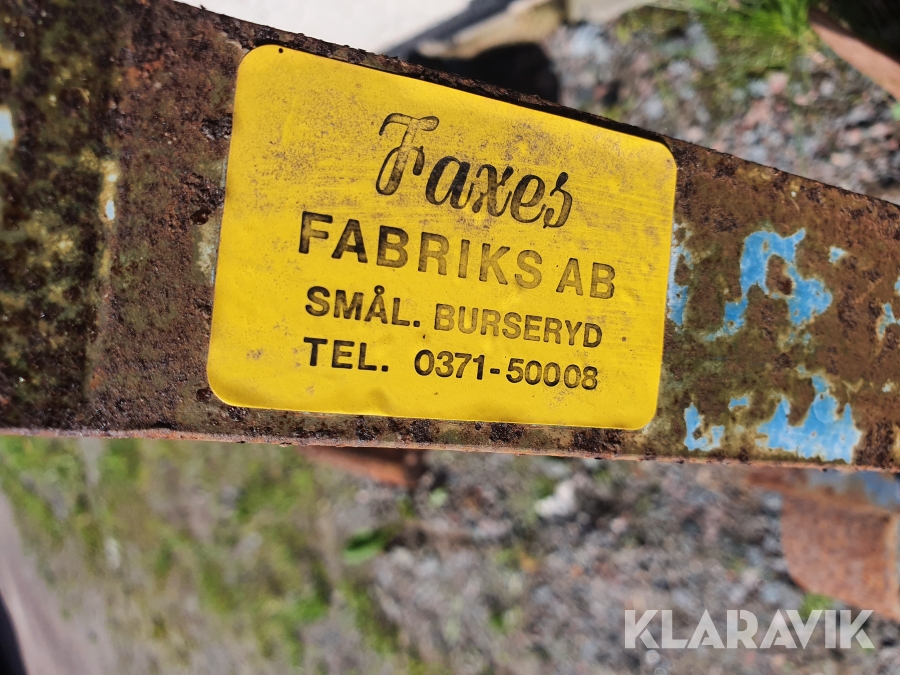 Faxes
FABRIKS AB
SMÅL. BURSERYD
TEL. 0371-50008
KLARAVIK